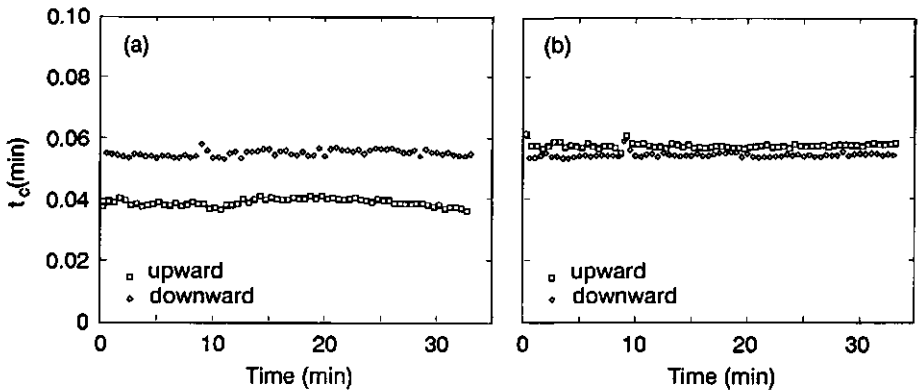 (a)
(b)
0.10
0.08
0.06
0.04
0.02
0
t_c(min)
□ upward
◇ downward
□ upward
◇ downward
0 10 20 30
0 10 20 30
Time (min)
Time (min)